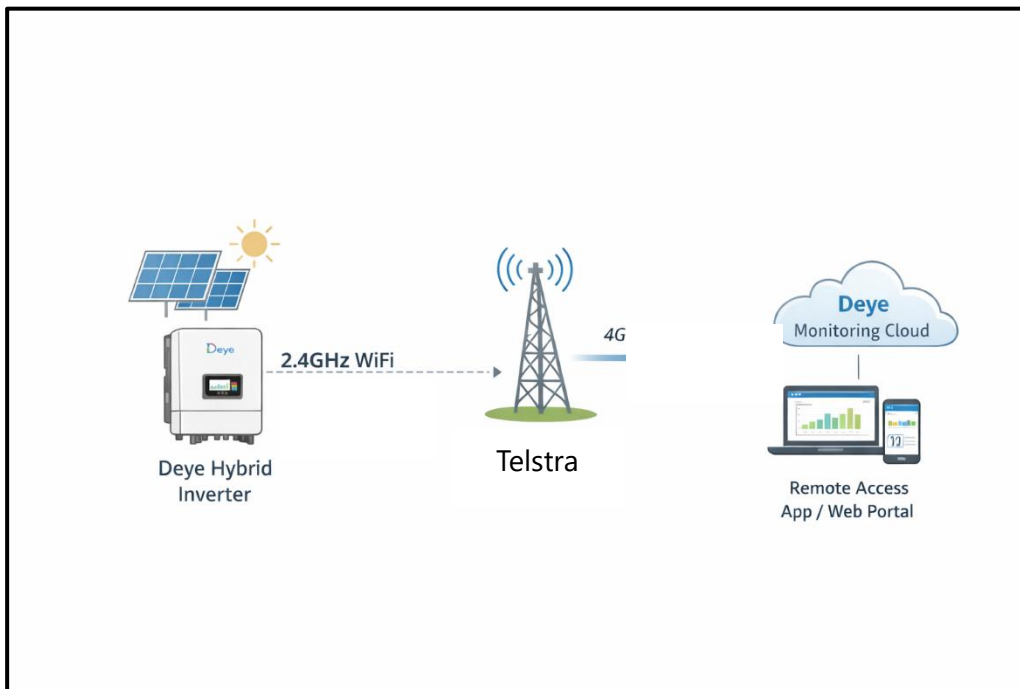 Deye
2.4GHz WiFi
Deye Hybrid
Inverter
Telstra
4G
Deye
Monitoring Cloud
Remote Access
App / Web Portal